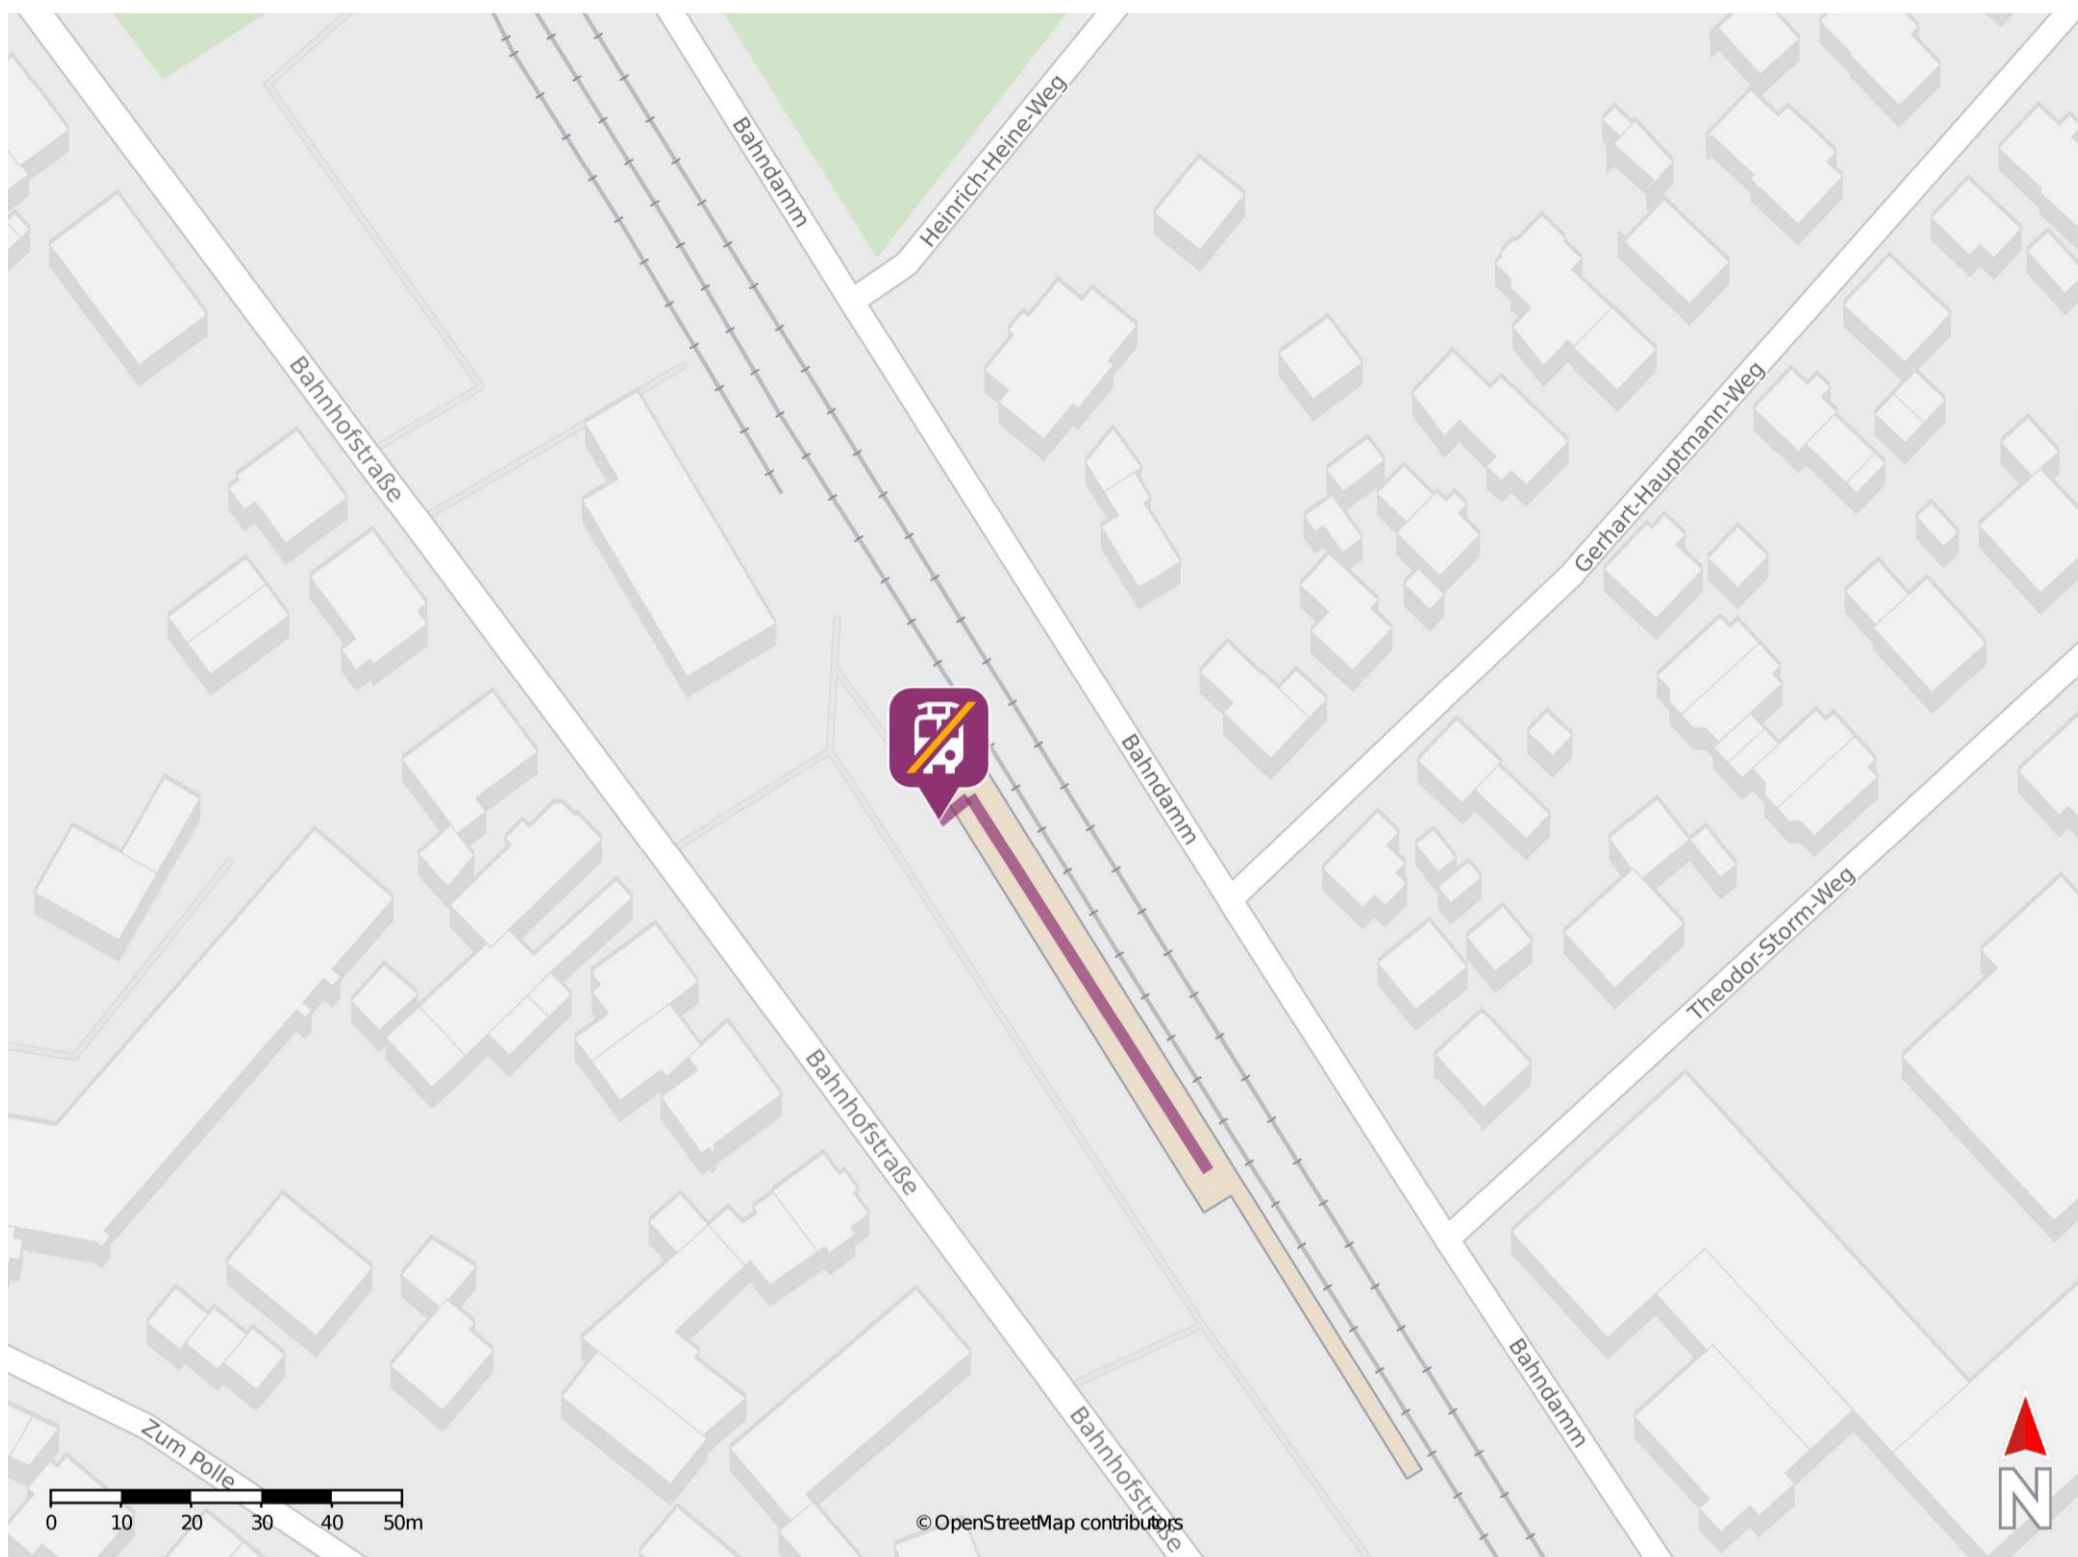 Heinrich-Heine-Weg
Bahndamm
Bahnhofstraße
Gerhart-Hauptmann-Weg
Bahndamm
Theodor-Storm-Weg
Bahnhofstraße
Bahndamm
Zum Polle
Bahnhofstraße
0 10 20 30 40 50m
© OpenStreetMap contributors
N